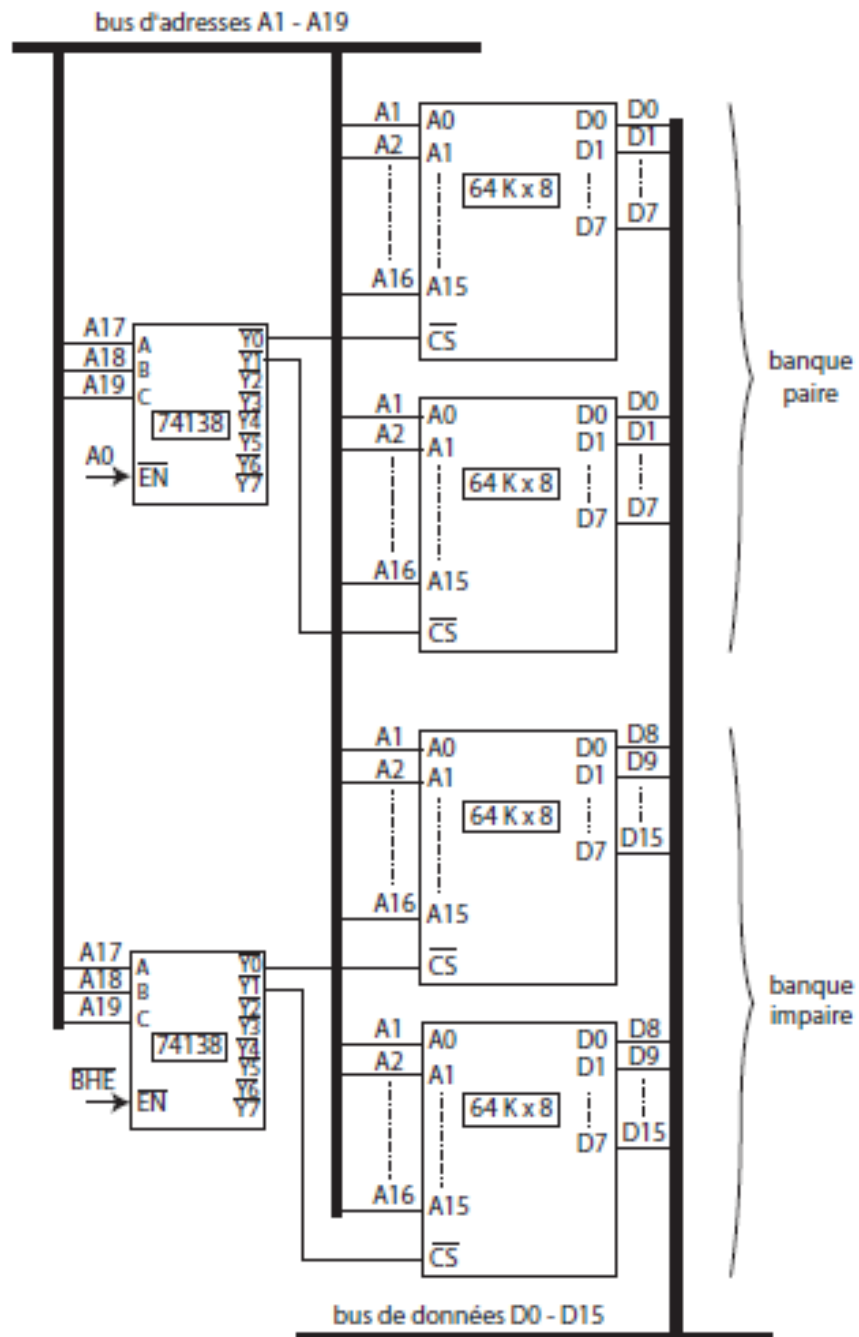 bus d'adresses A1 - A19
A1 A0 D0 D0
A2 A1 D1 D1
64 K x 8
D7 D7
A16 A15
CS
A17 A Y0
A18 B Y1
A19 C Y2
Y3
74138 Y4
Y5
A0 EN Y6
Y7
A1 A0 D0 D0
A2 A1 D1 D1
64 K x 8
D7 D7
A16 A15
CS
banque
paire
A1 A0 D0 D8
A2 A1 D1 D9
64 K x 8
D7 D15
A16 A15
CS
A17 A Y0
A18 B Y1
A19 C Y2
Y3
74138 Y4
Y5
BHE EN Y6
Y7
A1 A0 D0 D8
A2 A1 D1 D9
64 K x 8
D7 D15
A16 A15
CS
banque
impaire
bus de données D0 - D15